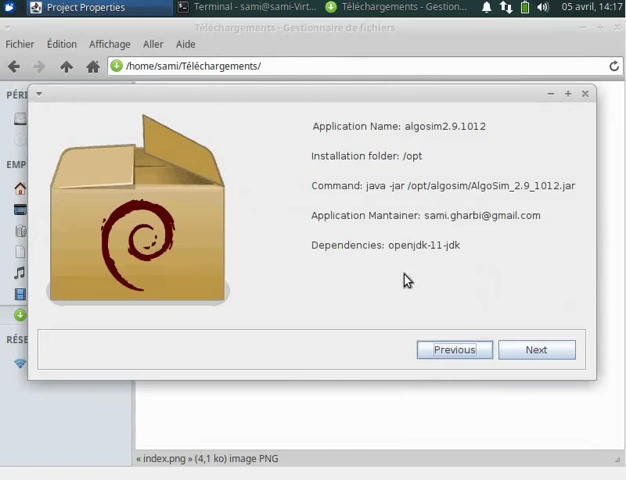 Project Properties
Terminal - sami@sami-Virt...
Téléchargements - Gestion...
05 avril, 14:17
Téléchargements - Gestionnaire de fichiers
Fichier Édition Affichage Aller Aide
/home/sami/Téléchargements/
PÉRI
Application Name: algosim2.9.1012
Installation folder: /opt
EMP
Command: java -jar /opt/algosim/AlgoSim_2.9_1012.jar
Application Mantainer: sami.gharbi@gmail.com
Dependencies: openjdk-11-jdk
RÉSE
Previous
Next
« index.png » (4,1 ko) image PNG